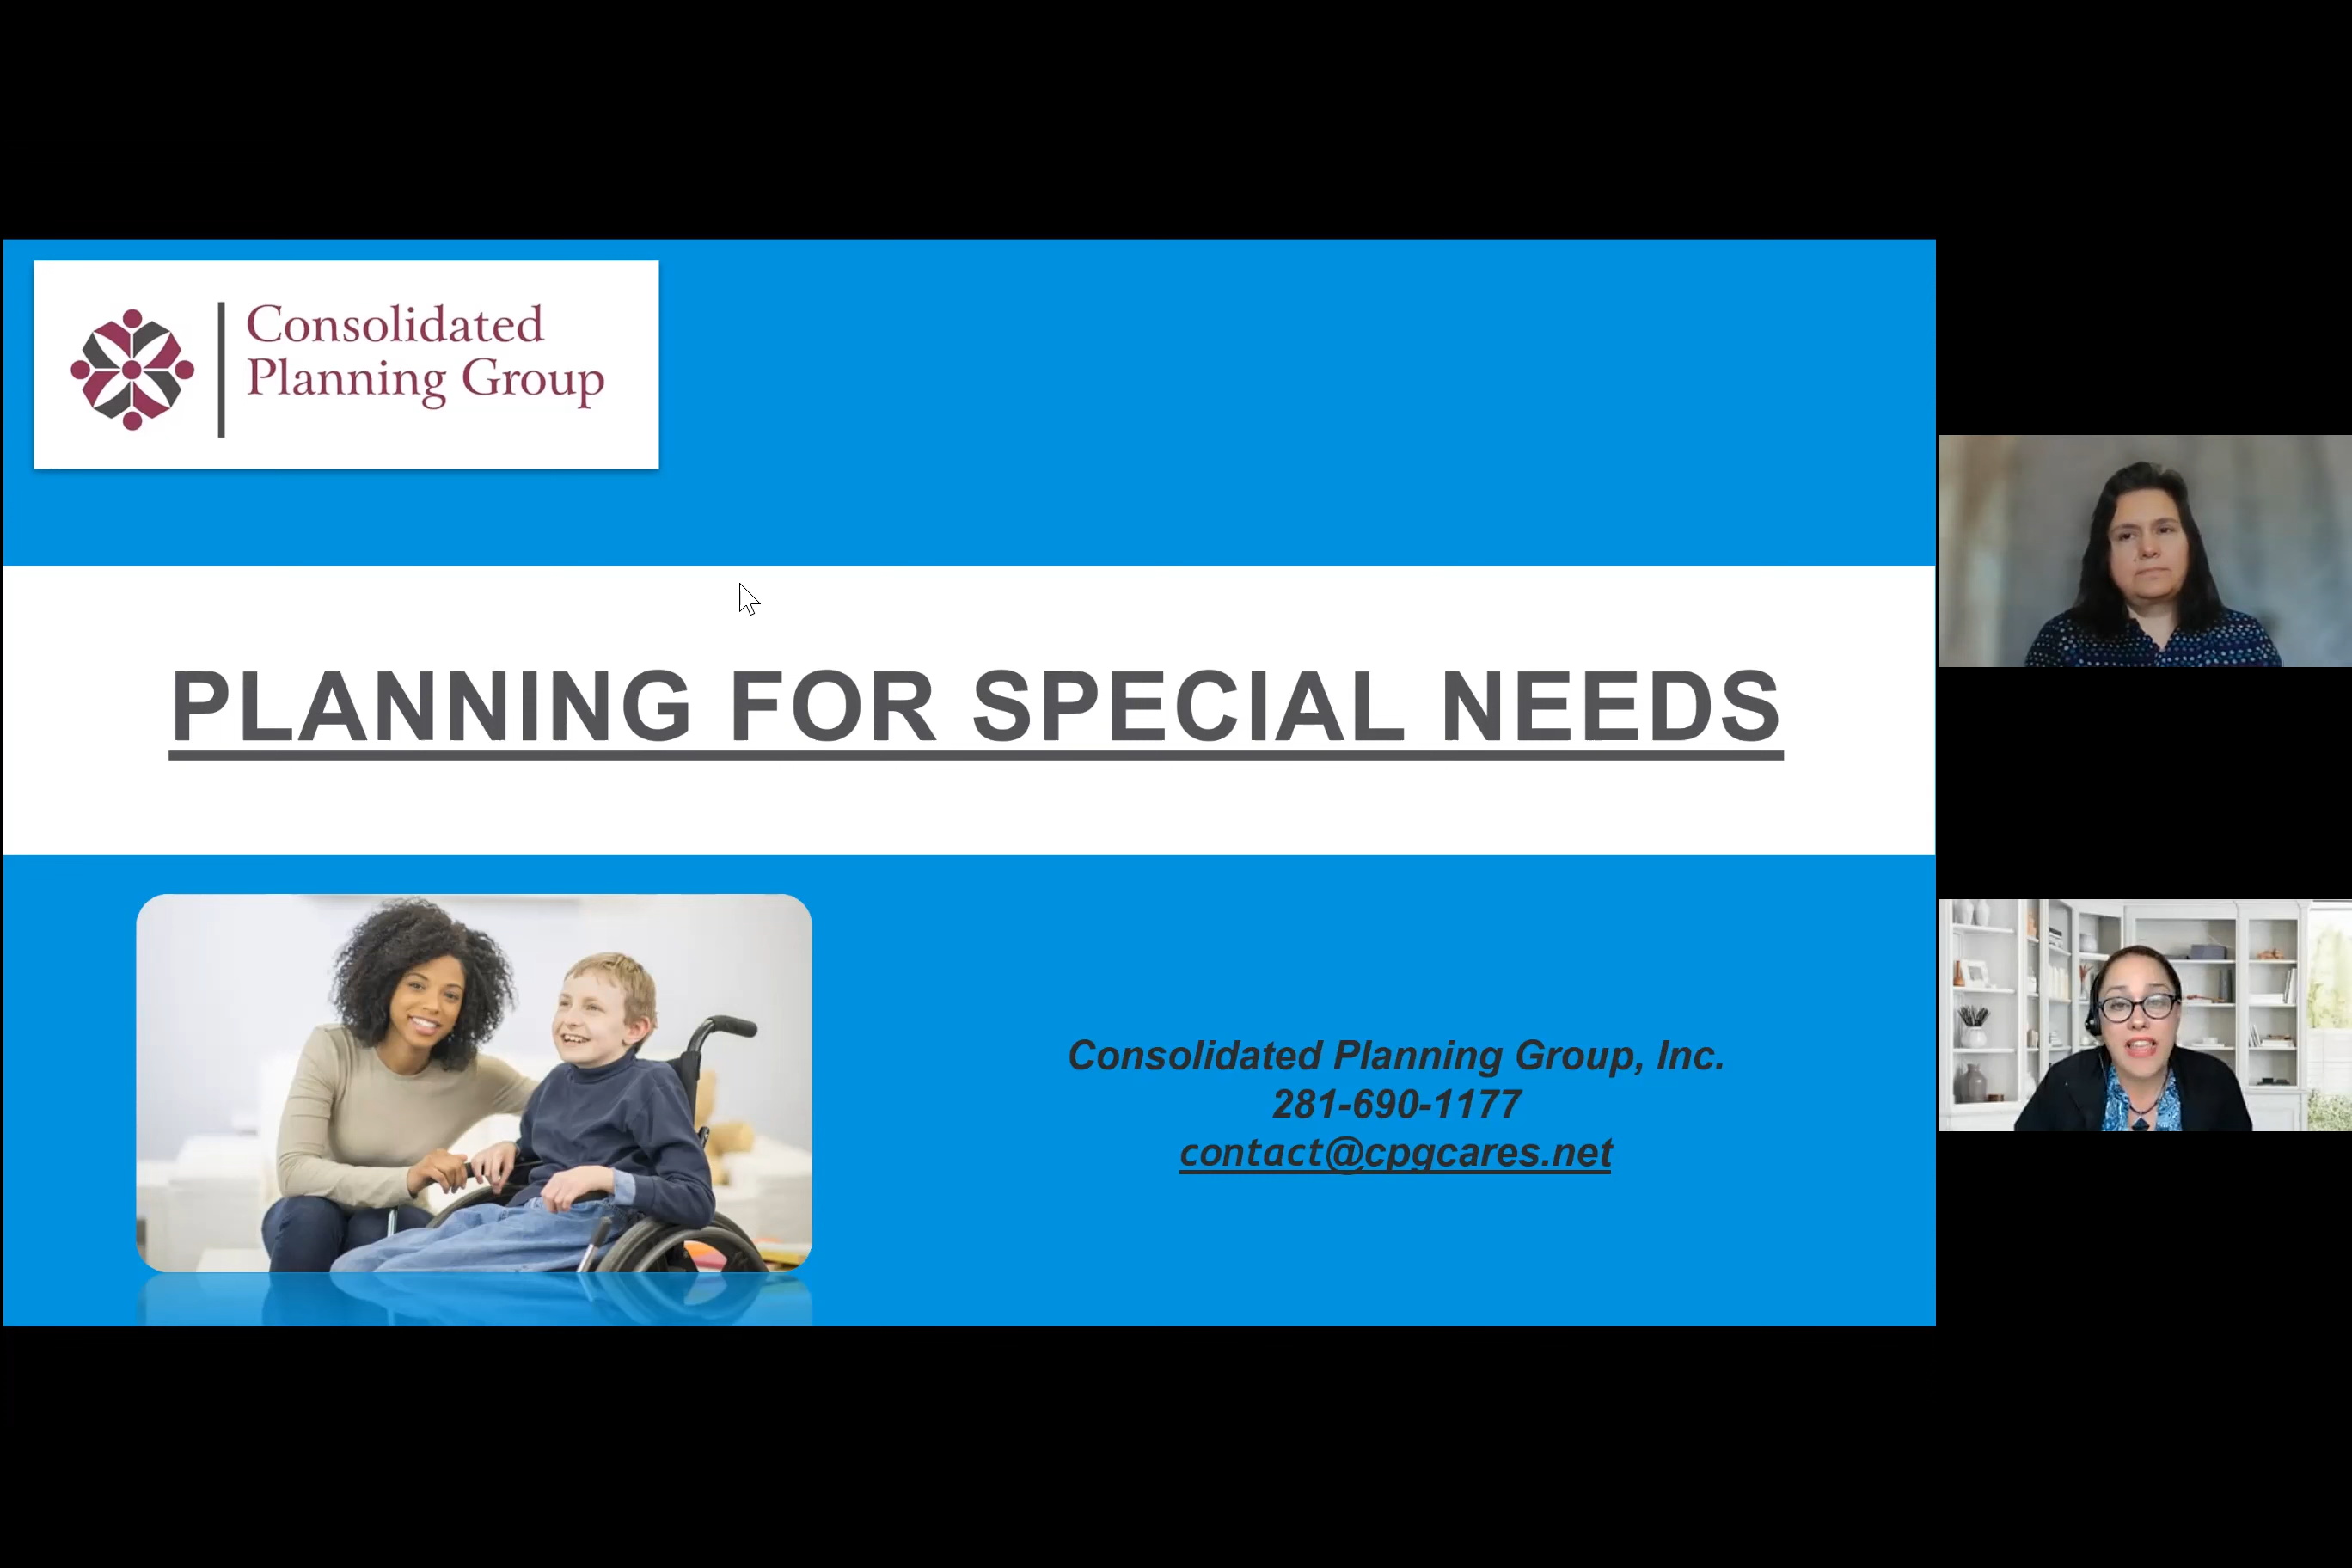 Consolidated
Planning Group
PLANNING FOR SPECIAL NEEDS
Consolidated Planning Group, Inc.
281-690-1177
contact@cpgcares.net